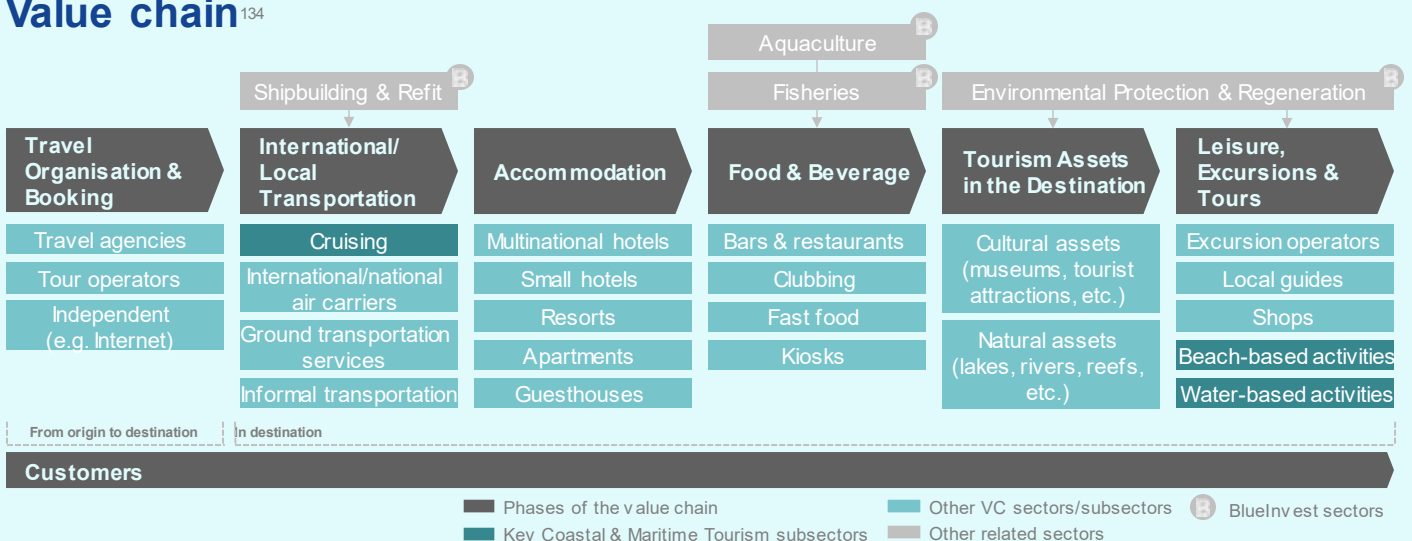 Value chain134
Aquaculture
Shipbuilding & Refit
Fisheries
Environmental Protection & Regeneration
Travel
Organisation &
Booking
International/
Local
Transportation
Accommodation
Food & Beverage
Tourism Assets
in the Destination
Leisure,
Excursions &
Tours
Travel agencies
Tour operators
Independent
(e.g. Internet)
Cruising
International/national
air carriers
Ground transportation
services
Informal transportation
Multinational hotels
Small hotels
Resorts
Apartments
Guesthouses
Bars & restaurants
Clubbing
Fast food
Kiosks
Cultural assets
(museums, tourist
attractions, etc.)
Natural assets
(lakes, rivers, reefs,
etc.)
Excursion operators
Local guides
Shops
Beach-based activities
Water-based activities
From origin to destination
In destination
Customers
Phases of the value chain
Key Coastal & Maritime Tourism subsectors
Other VC sectors/subsectors
Other related sectors
B
BlueInvest sectors